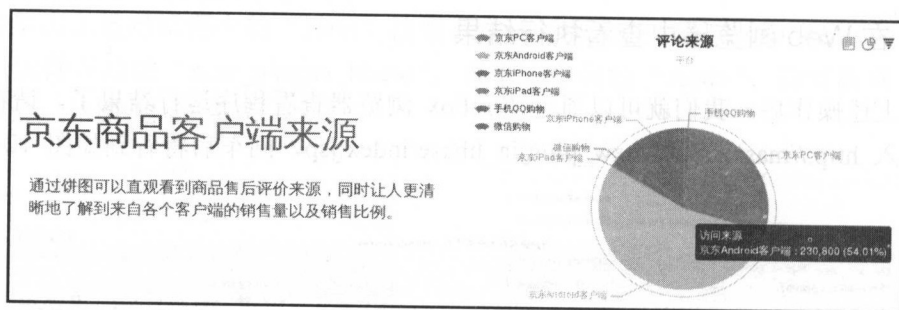 京东商品客户端来源
通过饼图可以直观看到商品售后评价来源，同时让人更清
晰地了解到来自各个客户端的销售量以及销售比例。
京东PC客户端
京东Android客户端
京东iPhone客户端
京东iPad客户端
手机QQ购物
微信购物
评论来源
平台
京东iPhone客户端
手机QQ购物
微信购物
京东iPad客户端
京东PC客户端
访问来源
京东Android客户端 : 230,800 (54.01%)
京东Android客户端